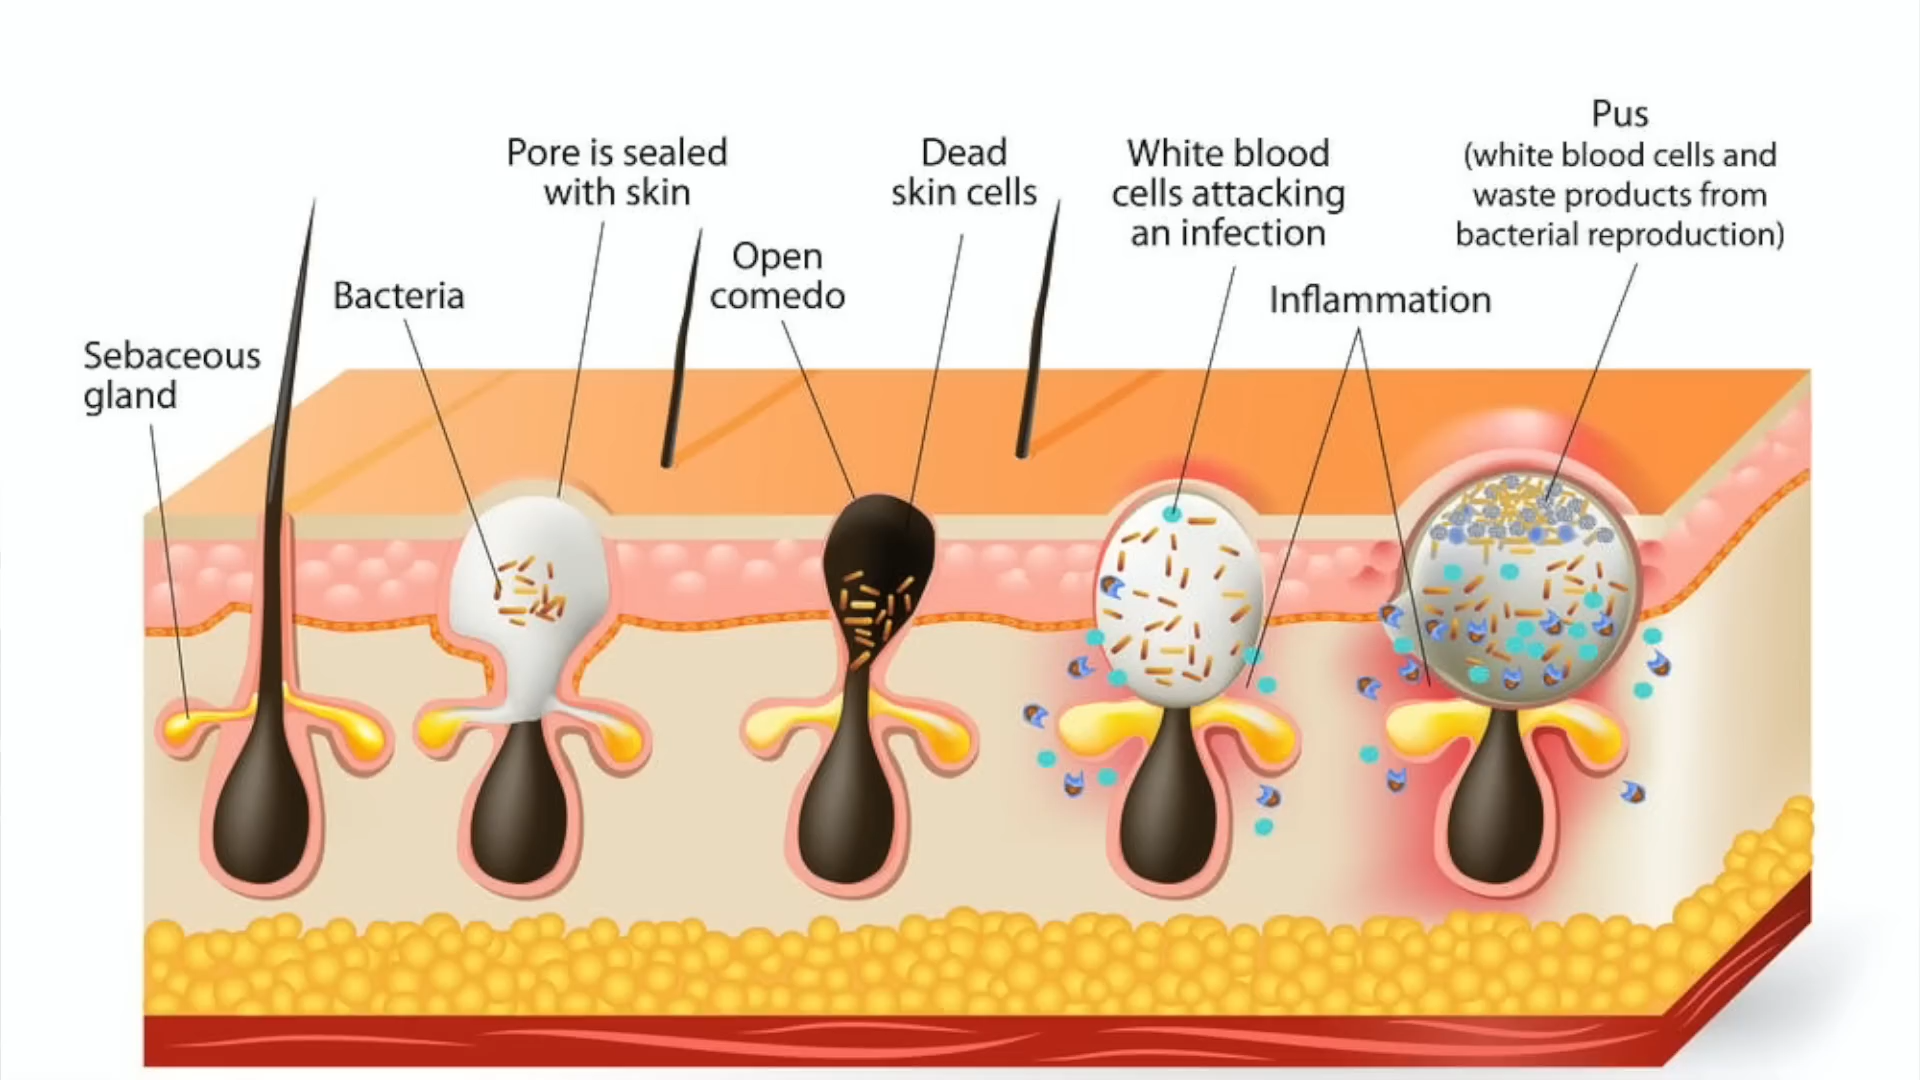 Sebaceous
gland
Bacteria
Pore is sealed
with skin
Open
comedo
Dead
skin cells
White blood
cells attacking
an infection
Inflammation
Pus
(white blood cells and
waste products from
bacterial reproduction)